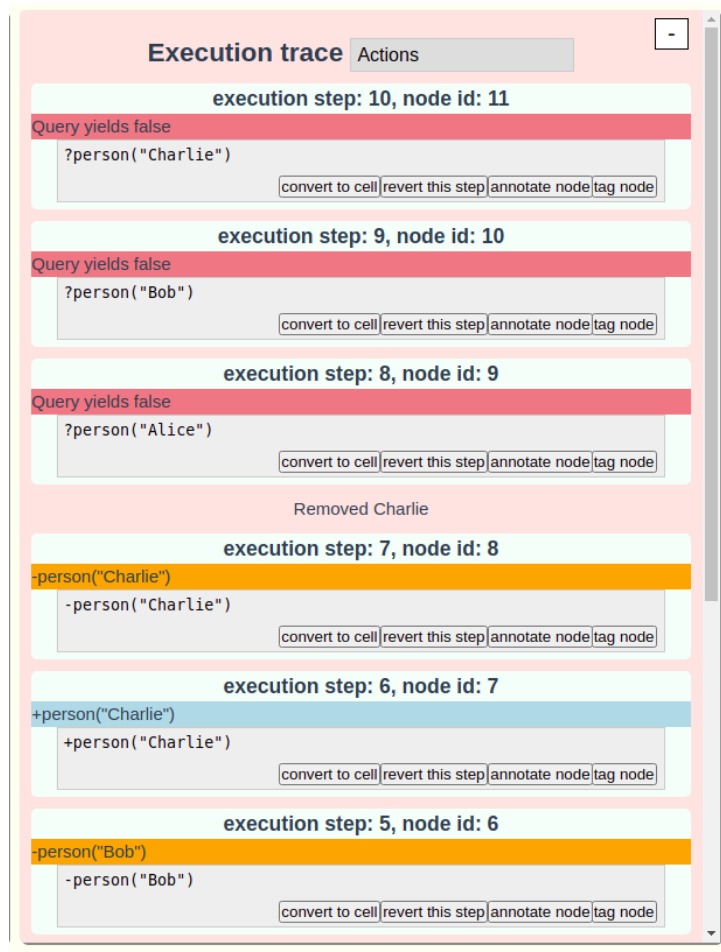 -
Execution trace Actions
execution step: 10, node id: 11
Query yields false
?person("Charlie")
convert to cell revert this step annotate node tag node
execution step: 9, node id: 10
Query yields false
?person("Bob")
convert to cell revert this step annotate node tag node
execution step: 8, node id: 9
Query yields false
?person("Alice")
convert to cell revert this step annotate node tag node
Removed Charlie
execution step: 7, node id: 8
-person("Charlie")
-person("Charlie")
convert to cell revert this step annotate node tag node
execution step: 6, node id: 7
+person("Charlie")
+person("Charlie")
convert to cell revert this step annotate node tag node
execution step: 5, node id: 6
-person("Bob")
-person("Bob")
convert to cell revert this step annotate node tag node